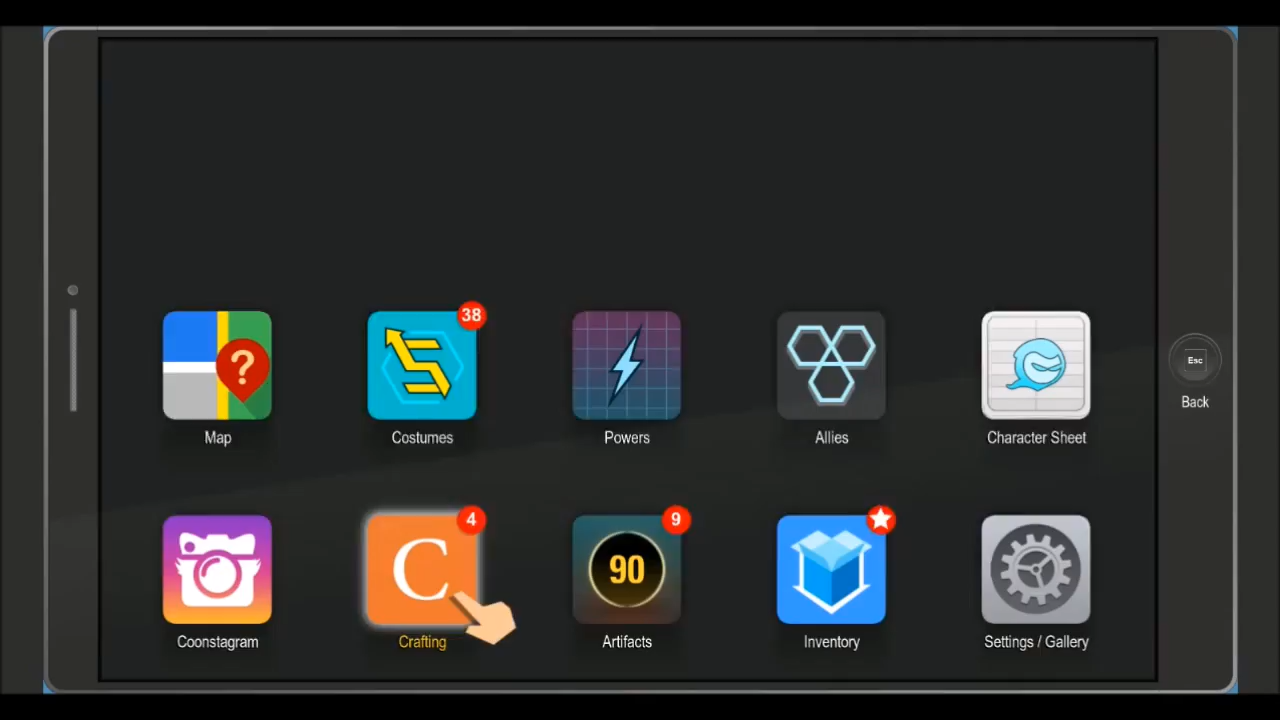 38
?
Map
Costumes
Powers
Allies
Character Sheet
Esc
Back
4
9
C
90
Coonstagram
Crafting
Artifacts
Inventory
Settings / Gallery